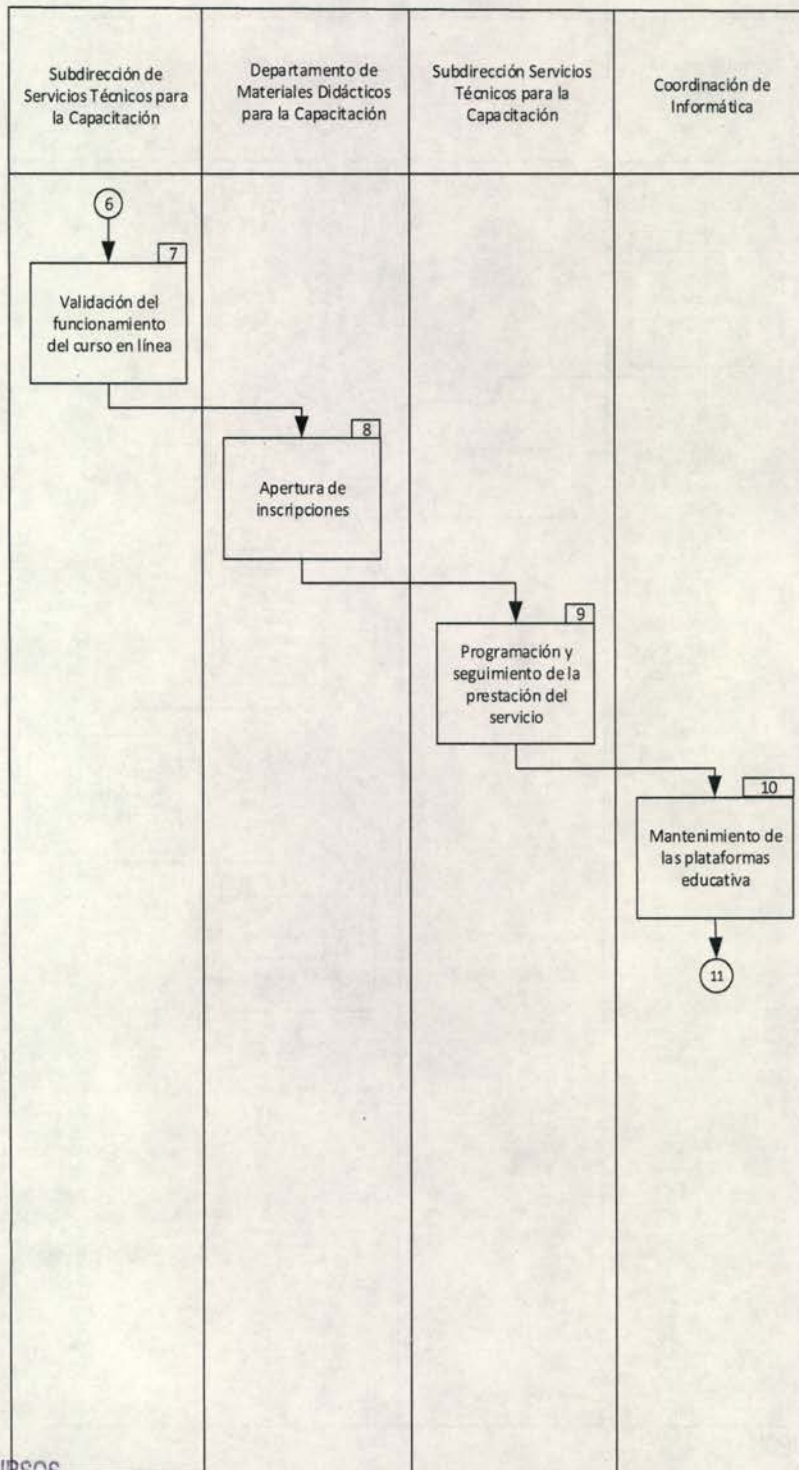 Subdirección de
Servicios Técnicos para
la Capacitación
Departamento de
Materiales Didácticos
para la Capacitación
Subdirección Servicios
Técnicos para la
Capacitación
Coordinación de
Informática
6
7
Validación del
funcionamiento
del curso en línea
8
Apertura de
inscripciones
9
Programación y
seguimiento de la
prestación del
servicio
10
Mantenimiento de
las plataformas
educativa
11